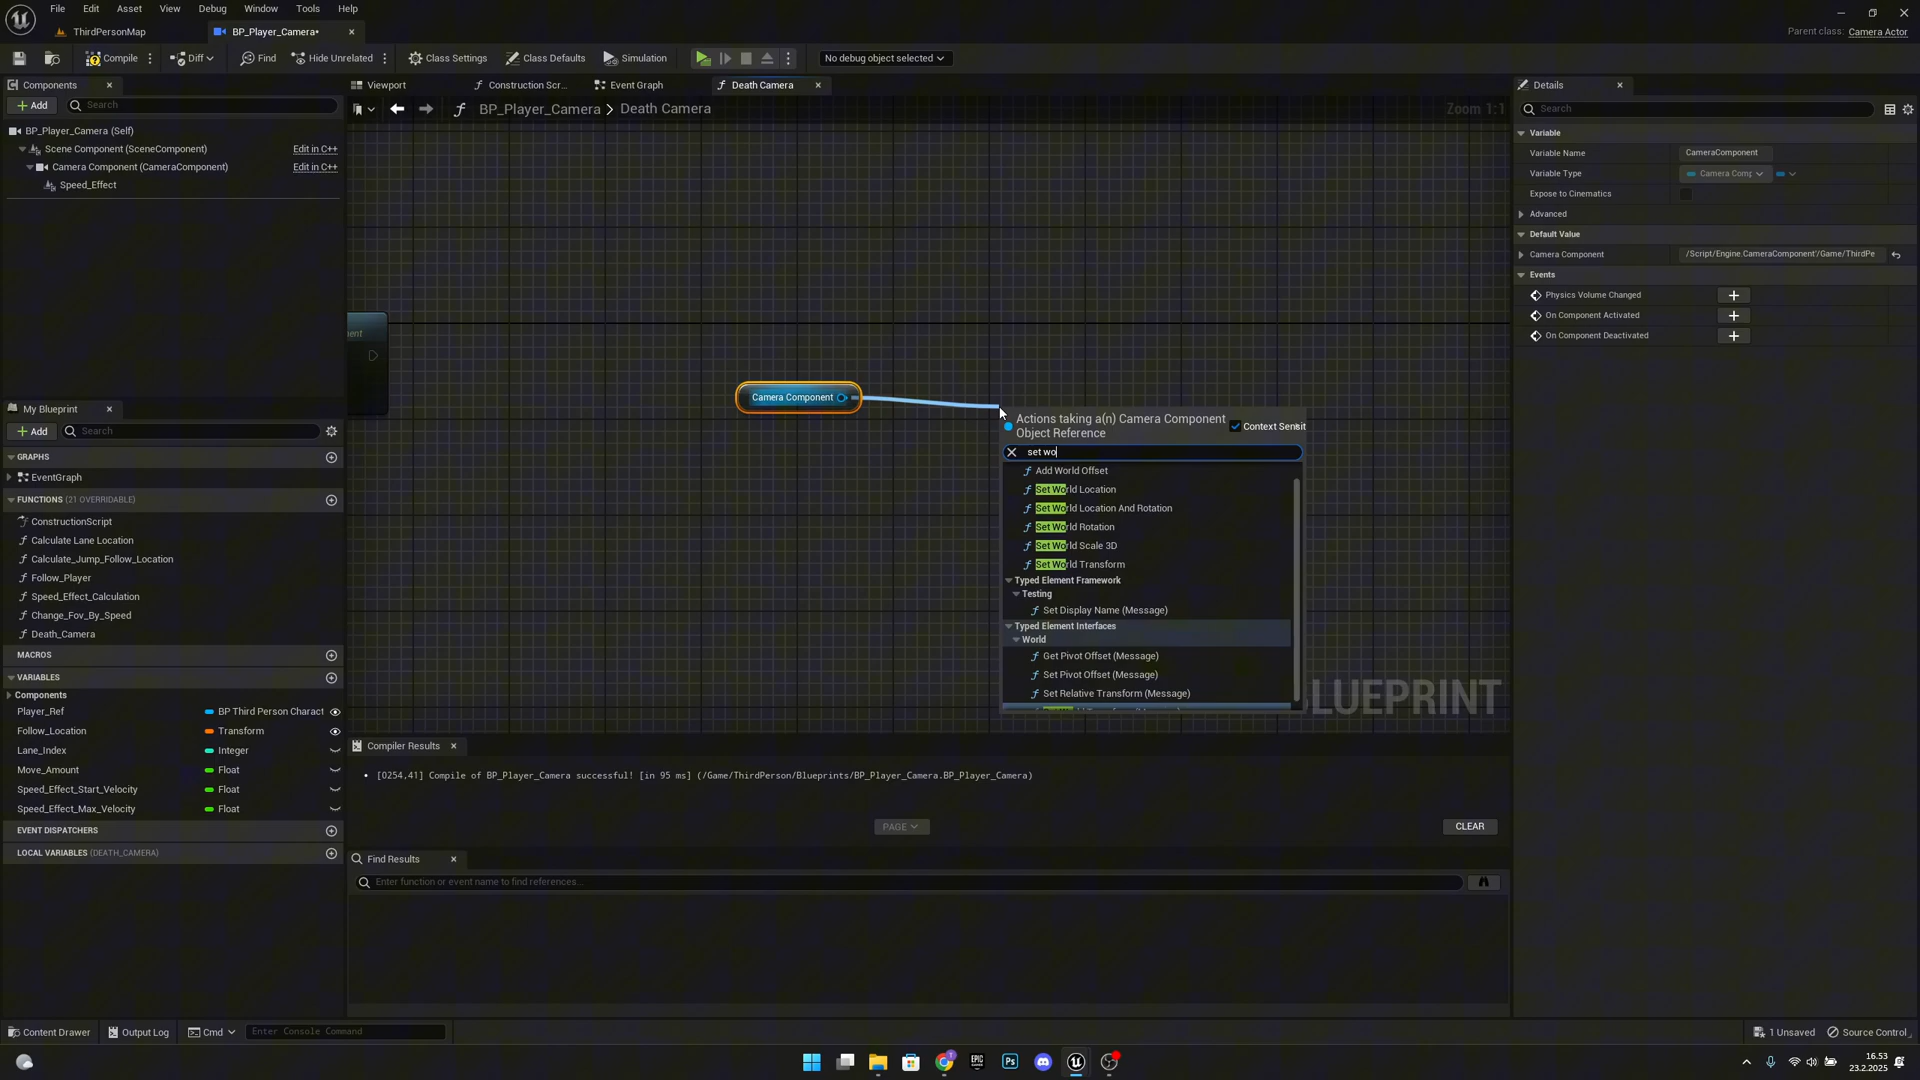 File Edit Asset View Debug Window Tools Help
ThirdPersonMap
BP_Player_Camera•
Parent class: Camera Actor
Compile
Diff
Find
Hide Unrelated
Class Settings
Class Defaults
Simulation
No debug object selected
Components
Add
Search
BP_Player_Camera (Self)
Scene Component (SceneComponent) Edit in C++
Camera Component (CameraComponent) Edit in C++
Speed_Effect
My Blueprint
Add
Search
GRAPHS
EventGraph
FUNCTIONS (21 OVERRIDABLE)
ConstructionScript
Calculate Lane Location
Calculate_Jump_Follow_Location
Follow_Player
Speed_Effect_Calculation
Change_Fov_By_Speed
Death_Camera
MACROS
VARIABLES
Components
Player_Ref BP Third Person Charact
Follow_Location Transform
Lane_Index Integer
Move_Amount Float
Speed_Effect_Start_Velocity Float
Speed_Effect_Max_Velocity Float
EVENT DISPATCHERS
LOCAL VARIABLES (DEATH_CAMERA)
Viewport
Construction Scr...
Event Graph
Death Camera
BP_Player_Camera > Death Camera
Zoom 1:1
ent
Camera Component
Actions taking a(n) Camera Component
Object Reference
Context Sensit
set wo
Add World Offset
Set World Location
Set World Location And Rotation
Set World Rotation
Set World Scale 3D
Set World Transform
Typed Element Framework
Testing
Set Display Name (Message)
Typed Element Interfaces
World
Get Pivot Offset (Message)
Set Pivot Offset (Message)
Set Relative Transform (Message)
LUEPRINT
Compiler Results
• [0254,41] Compile of BP_Player_Camera successful! [in 95 ms] (/Game/ThirdPerson/Blueprints/BP_Player_Camera.BP_Player_Camera)
PAGE
CLEAR
Find Results
Enter function or event name to find references...
Details
Search
Variable
Variable Name CameraComponent
Variable Type Camera Comp
Expose to Cinematics
Advanced
Default Value
Camera Component /Script/Engine.CameraComponent'/Game/ThirdPe
Events
Physics Volume Changed
On Component Activated
On Component Deactivated
Content Drawer
Output Log
Cmd
Enter Console Command
1 Unsaved
Source Control
EPIC
Ps
16.53
23.2.2025